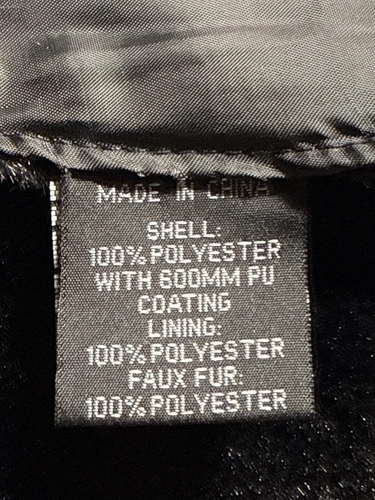 MADE IN CHINA
SHELL:
100% POLYESTER
WITH 600MM PU
COATING
LINING:
100% POLYESTER
FAUX FUR:
100% POLYESTER